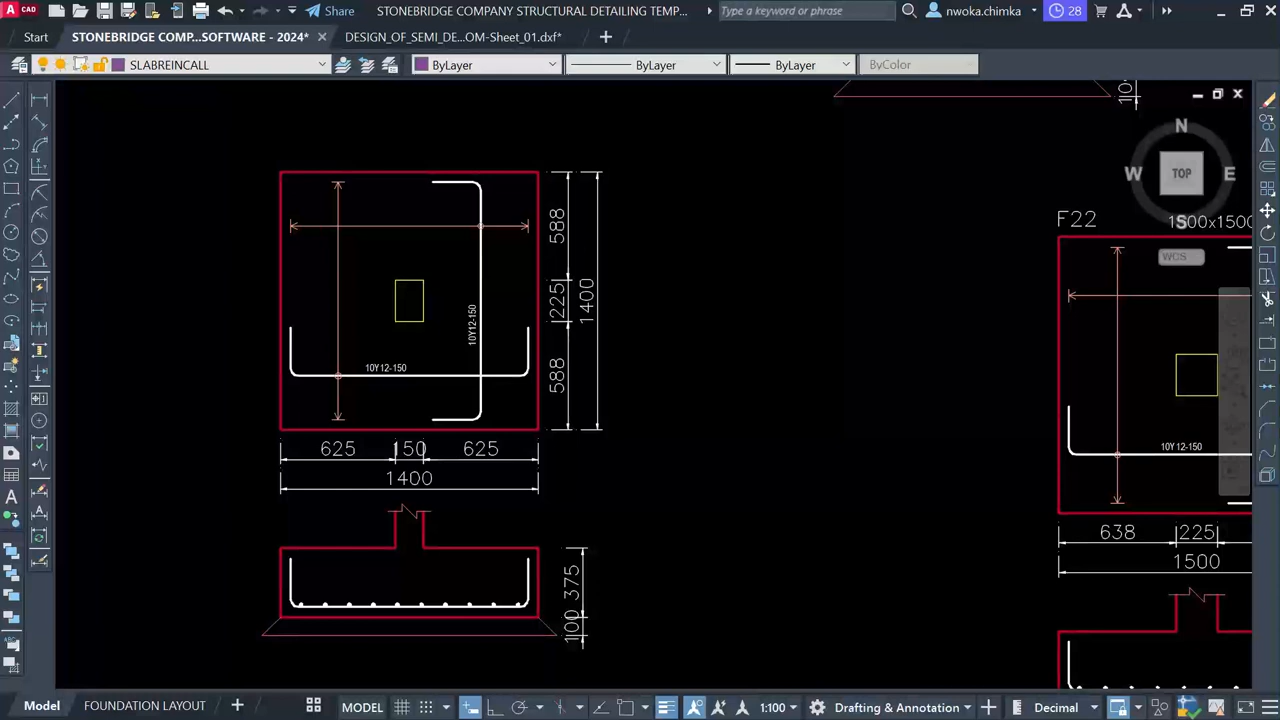 CAD
Share
STONEBRIDGE COMPANY STRUCTURAL DETAILING TEMP...
Type a keyword or phrase
nwoka.chimka
28
Start
STONEBRIDGE COMP...SOFTWARE - 2024*
DESIGN_OF_SEMI_DE...OM-Sheet_01.dxf*
SLABREINCALL
ByLayer
ByLayer
ByLayer
ByColor
N
W
TOP
E
S
WCS
F22
1500x1500
588
225
588
1400
10Y12-150
10Y12-150
625
150
625
1400
375
100
10Y12-150
638
225
1500
Model
FOUNDATION LAYOUT
MODEL
1:100
Drafting & Annotation
Decimal